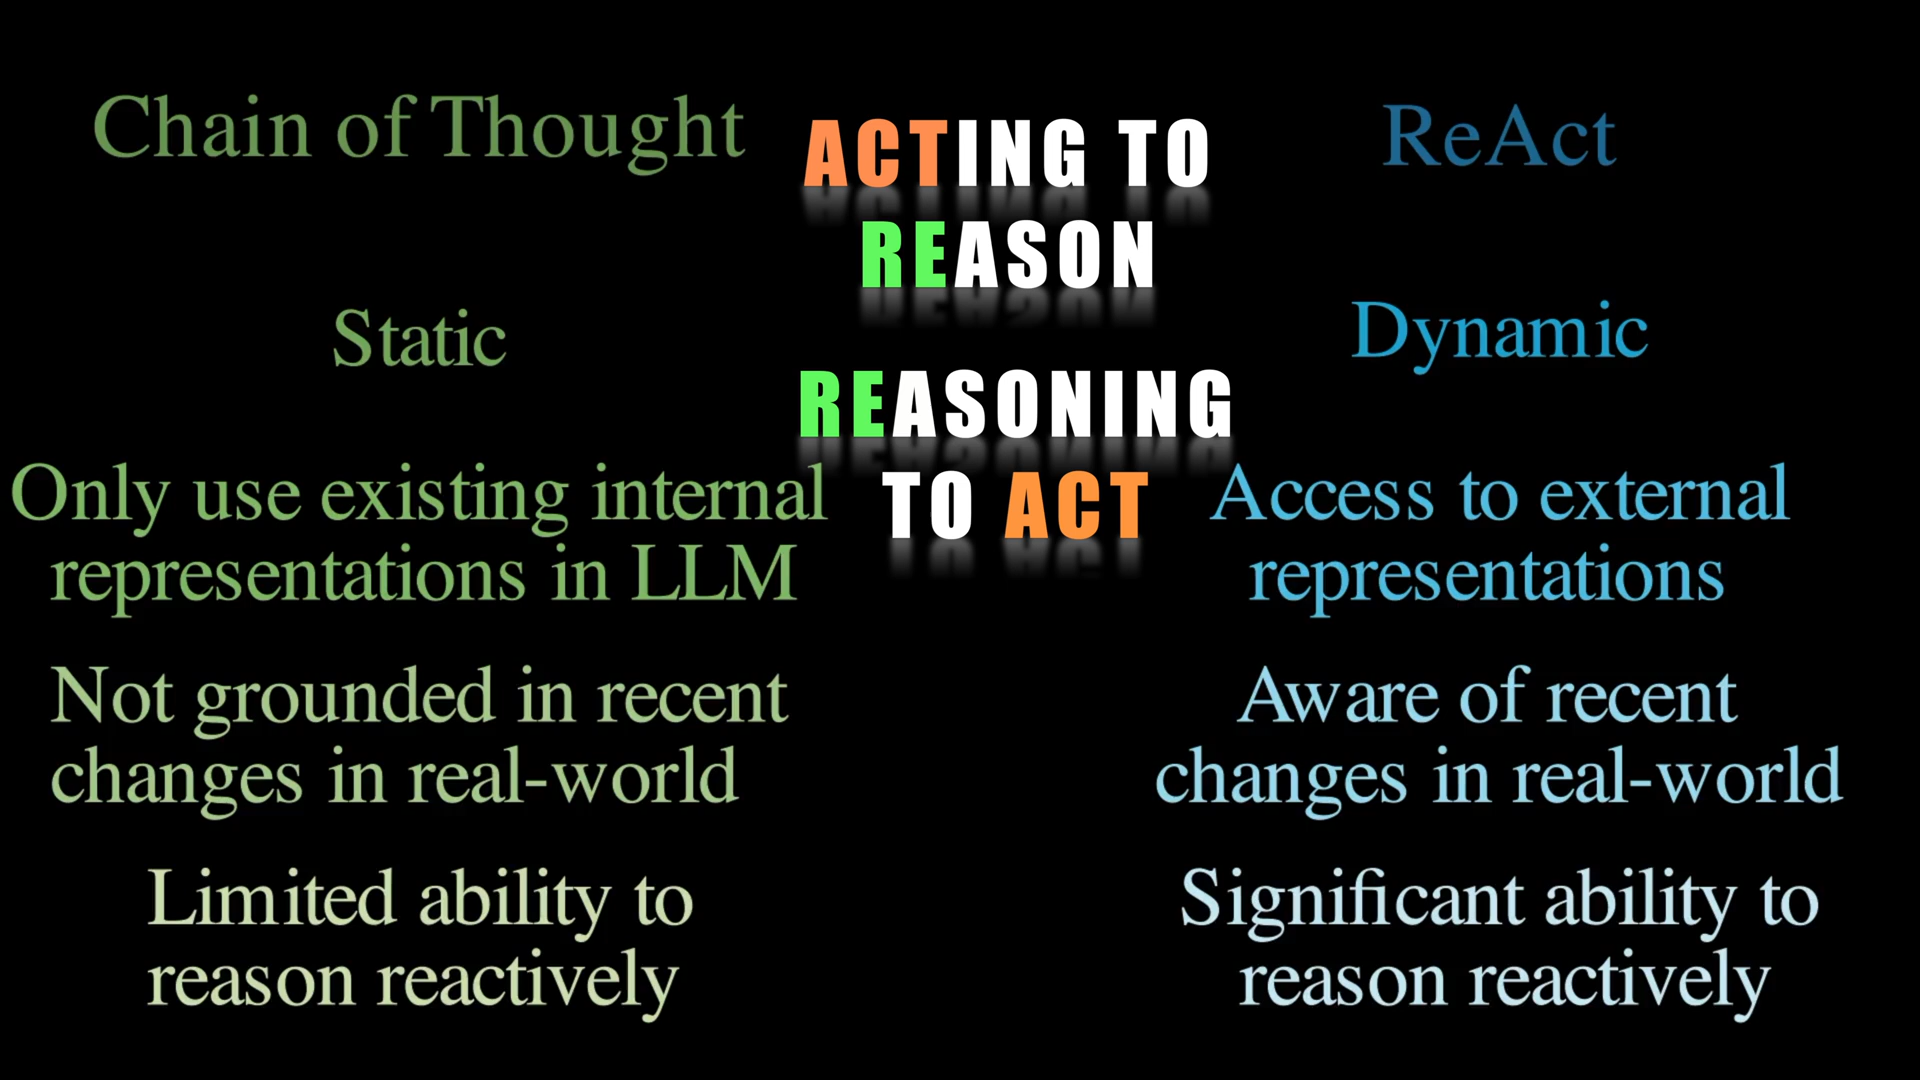 Chain of Thought
Static
Only use existing internal
representations in LLM
Not grounded in recent
changes in real-world
Limited ability to
reason reactively
ACTING TO
REASON
REASONING
TO ACT
ReAct
Dynamic
Access to external
representations
Aware of recent
changes in real-world
Significant ability to
reason reactively